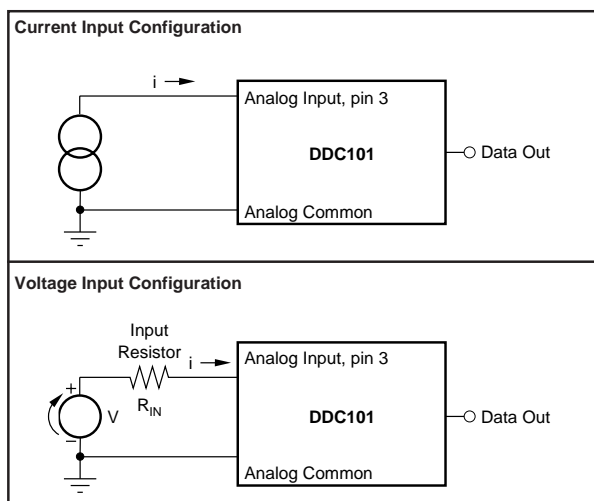 Current Input Configuration
i
Analog Input, pin 3
DDC101
Data Out
Analog Common
Voltage Input Configuration
Input
Resistor
i
Analog Input, pin 3
+
R_IN
V
DDC101
Data Out
–
Analog Common